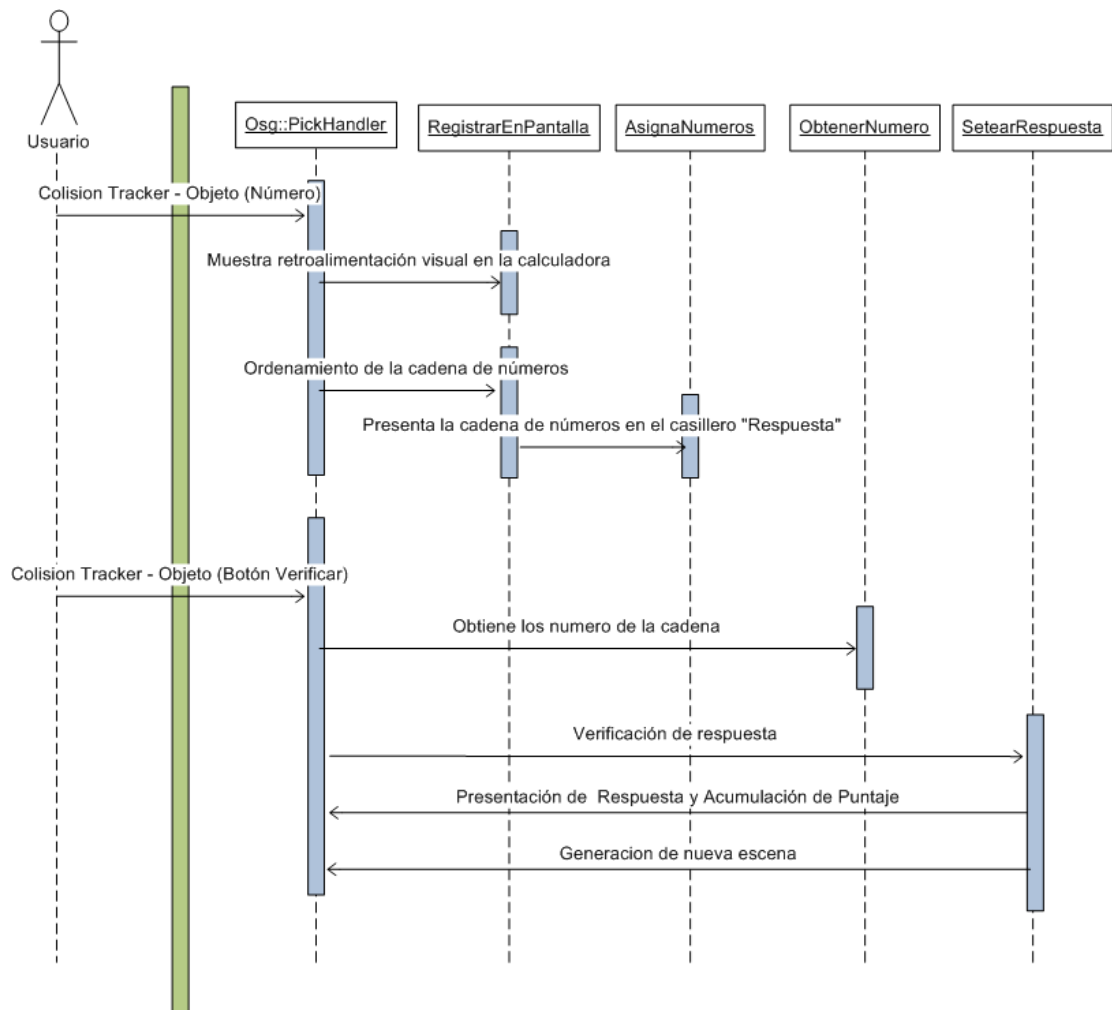 Usuario
Osg::PickHandler
RegistrarEnPantalla
AsignaNumeros
ObtenerNumero
SetearRespuesta
Colision Tracker - Objeto (Número)
Muestra retroalimentación visual en la calculadora
Ordenamiento de la cadena de números
Presenta la cadena de números en el casillero "Respuesta"
Colision Tracker - Objeto (Botón Verificar)
Obtiene los numero de la cadena
Verificación de respuesta
Presentación de Respuesta y Acumulación de Puntaje
Generacion de nueva escena